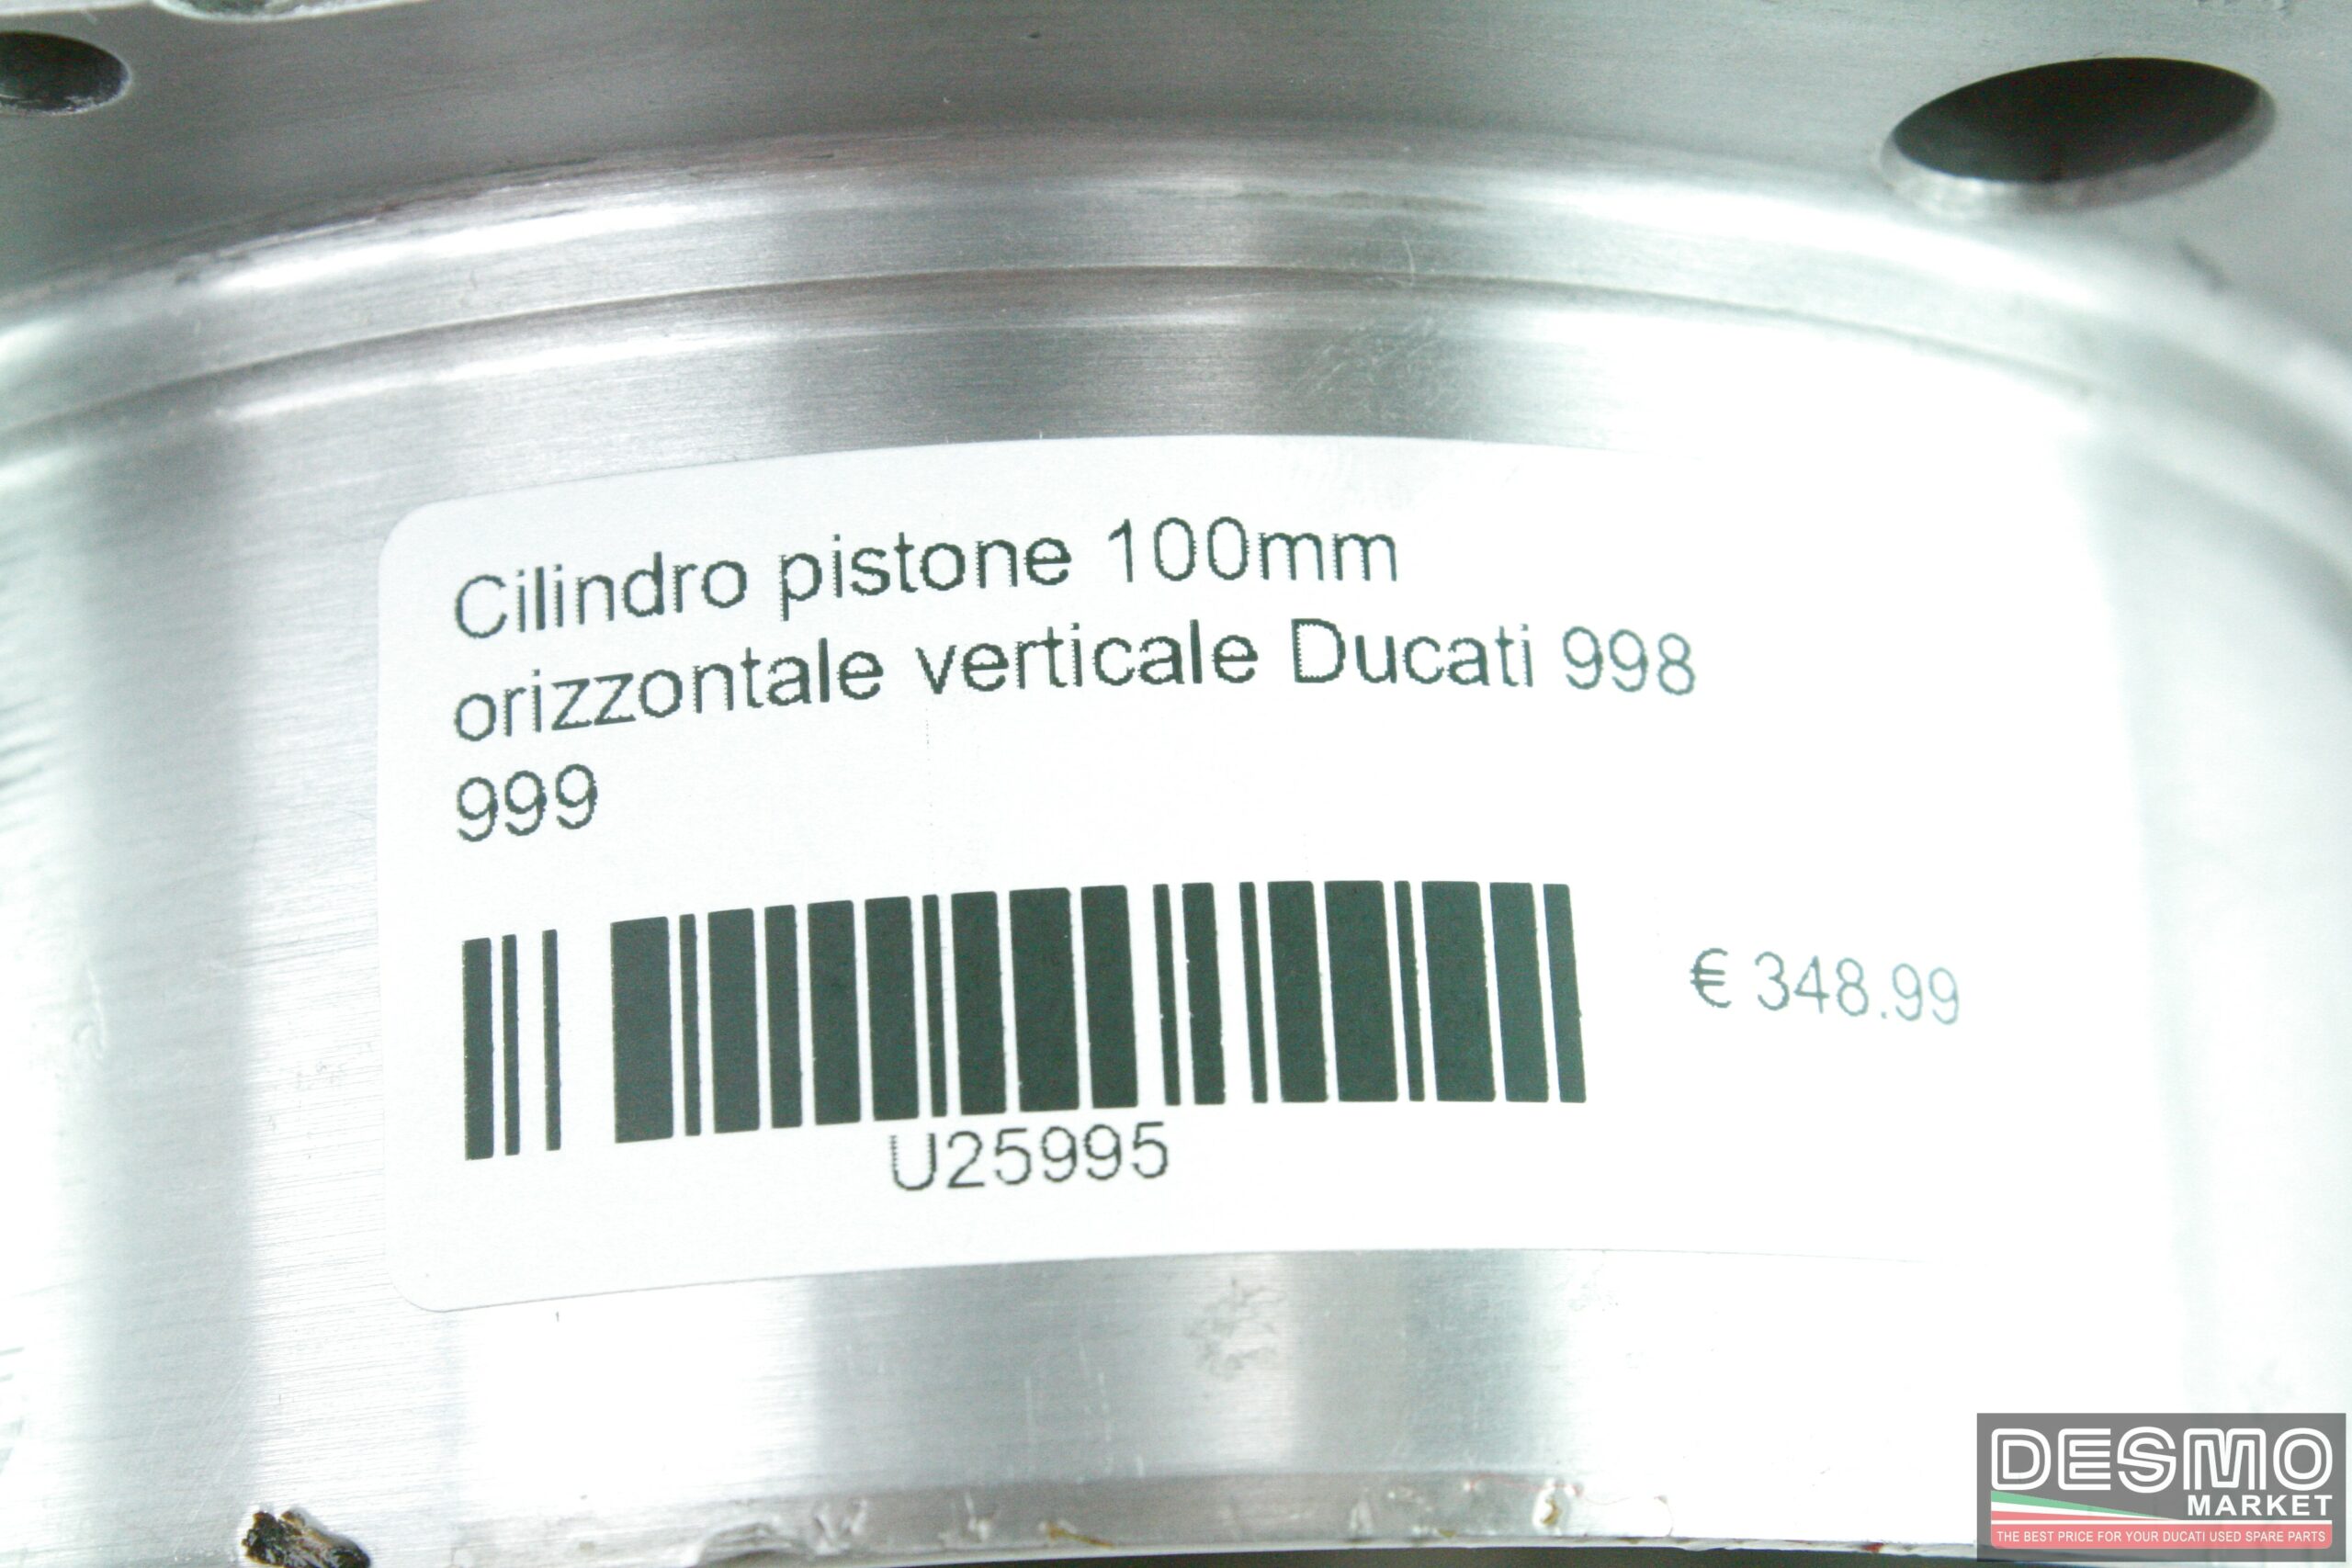 Cilindro pistone 100mm
orizzontale verticale Ducati 998
999
€ 348.99
U25995
DESMO
MARKET
THE BEST PRICE FOR YOUR DUCATI USED SPARE PARTS